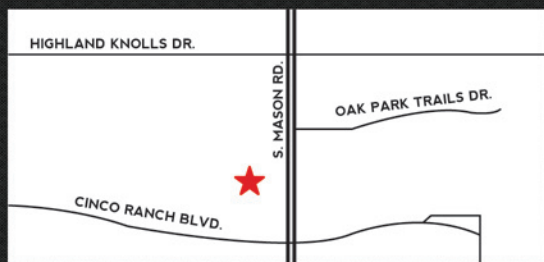 HIGHLAND KNOLLS DR.
S. MASON RD.
OAK PARK TRAILS DR.
CINCO RANCH BLVD.